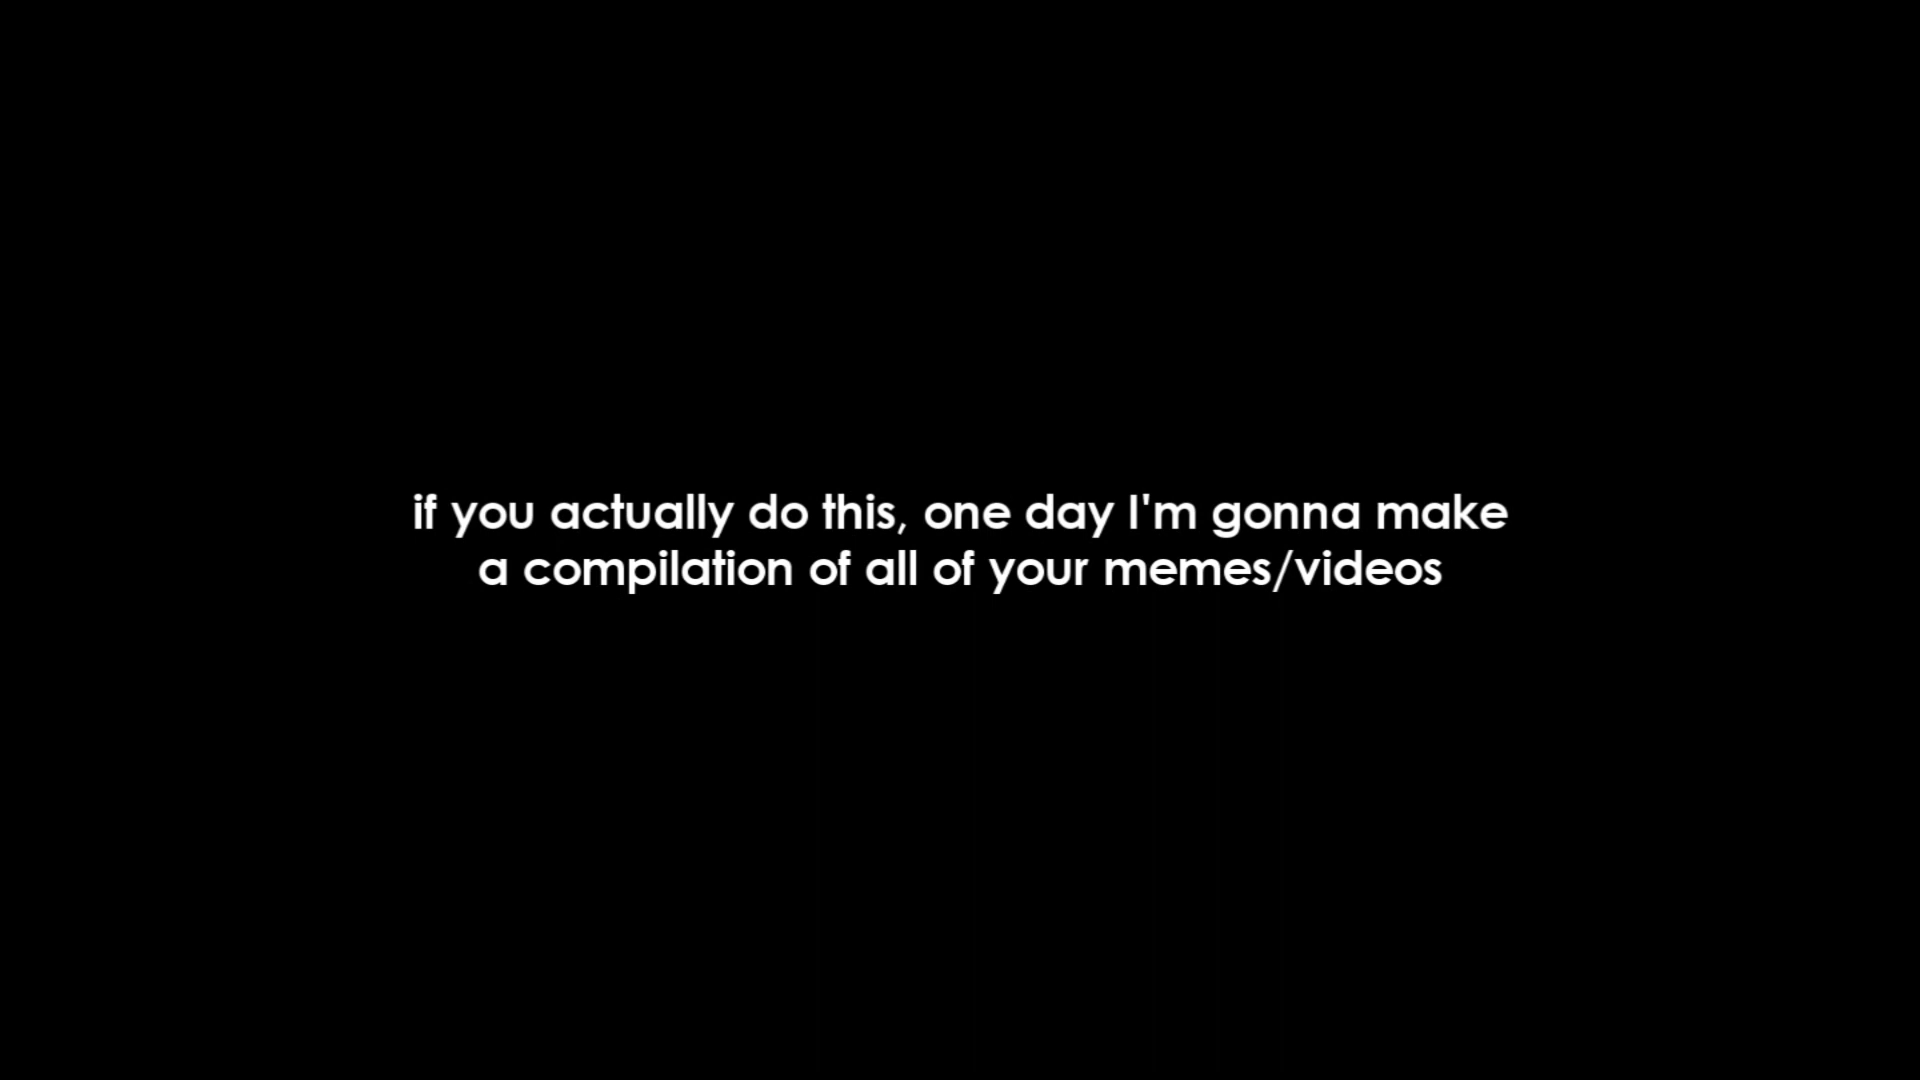 if you actually do this, one day I'm gonna make
a compilation of all of your memes/videos